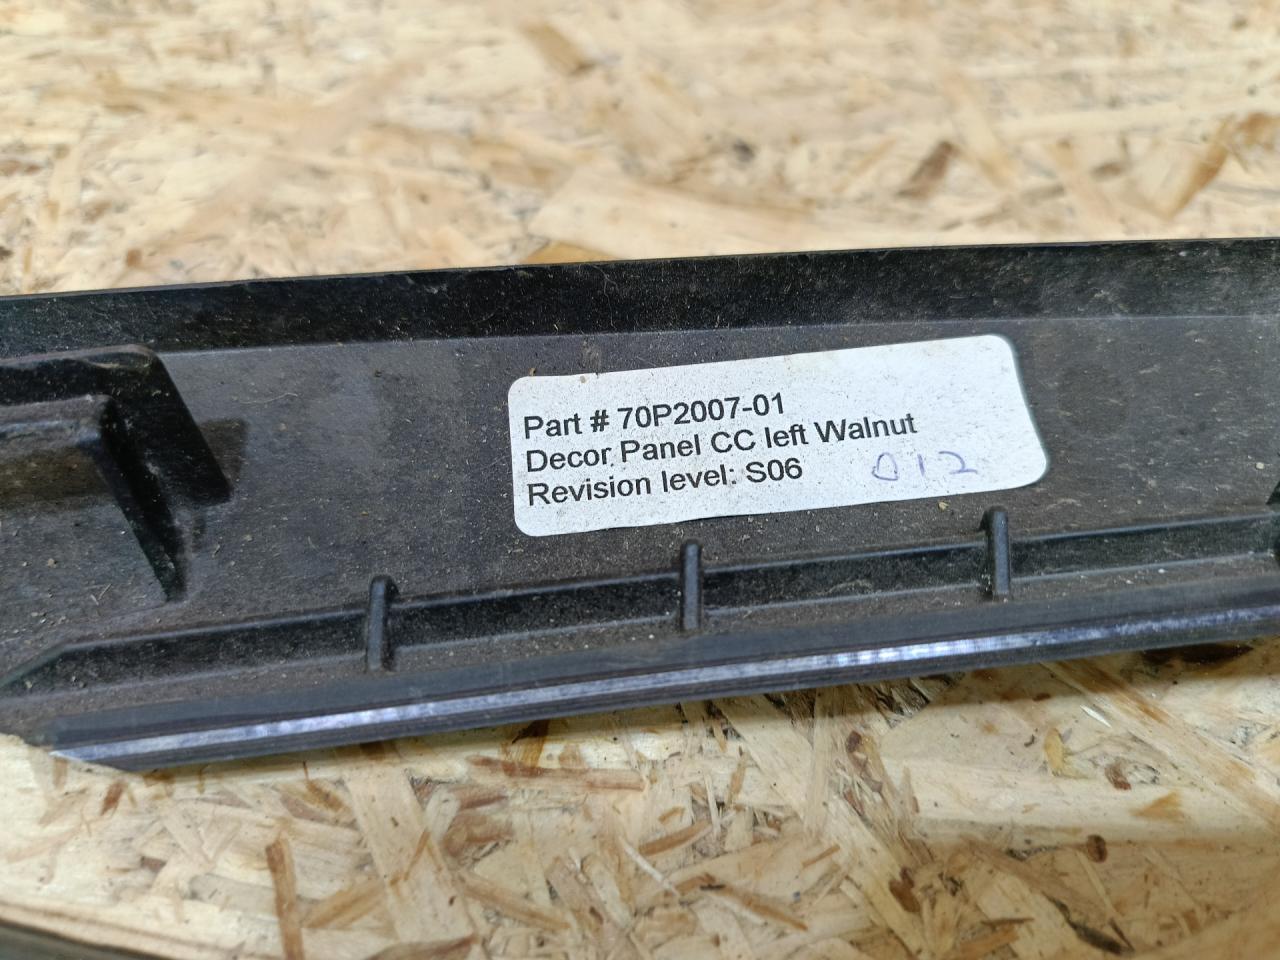 Part # 70P2007-01
Decor Panel CC left Walnut
Revision level: S06 012